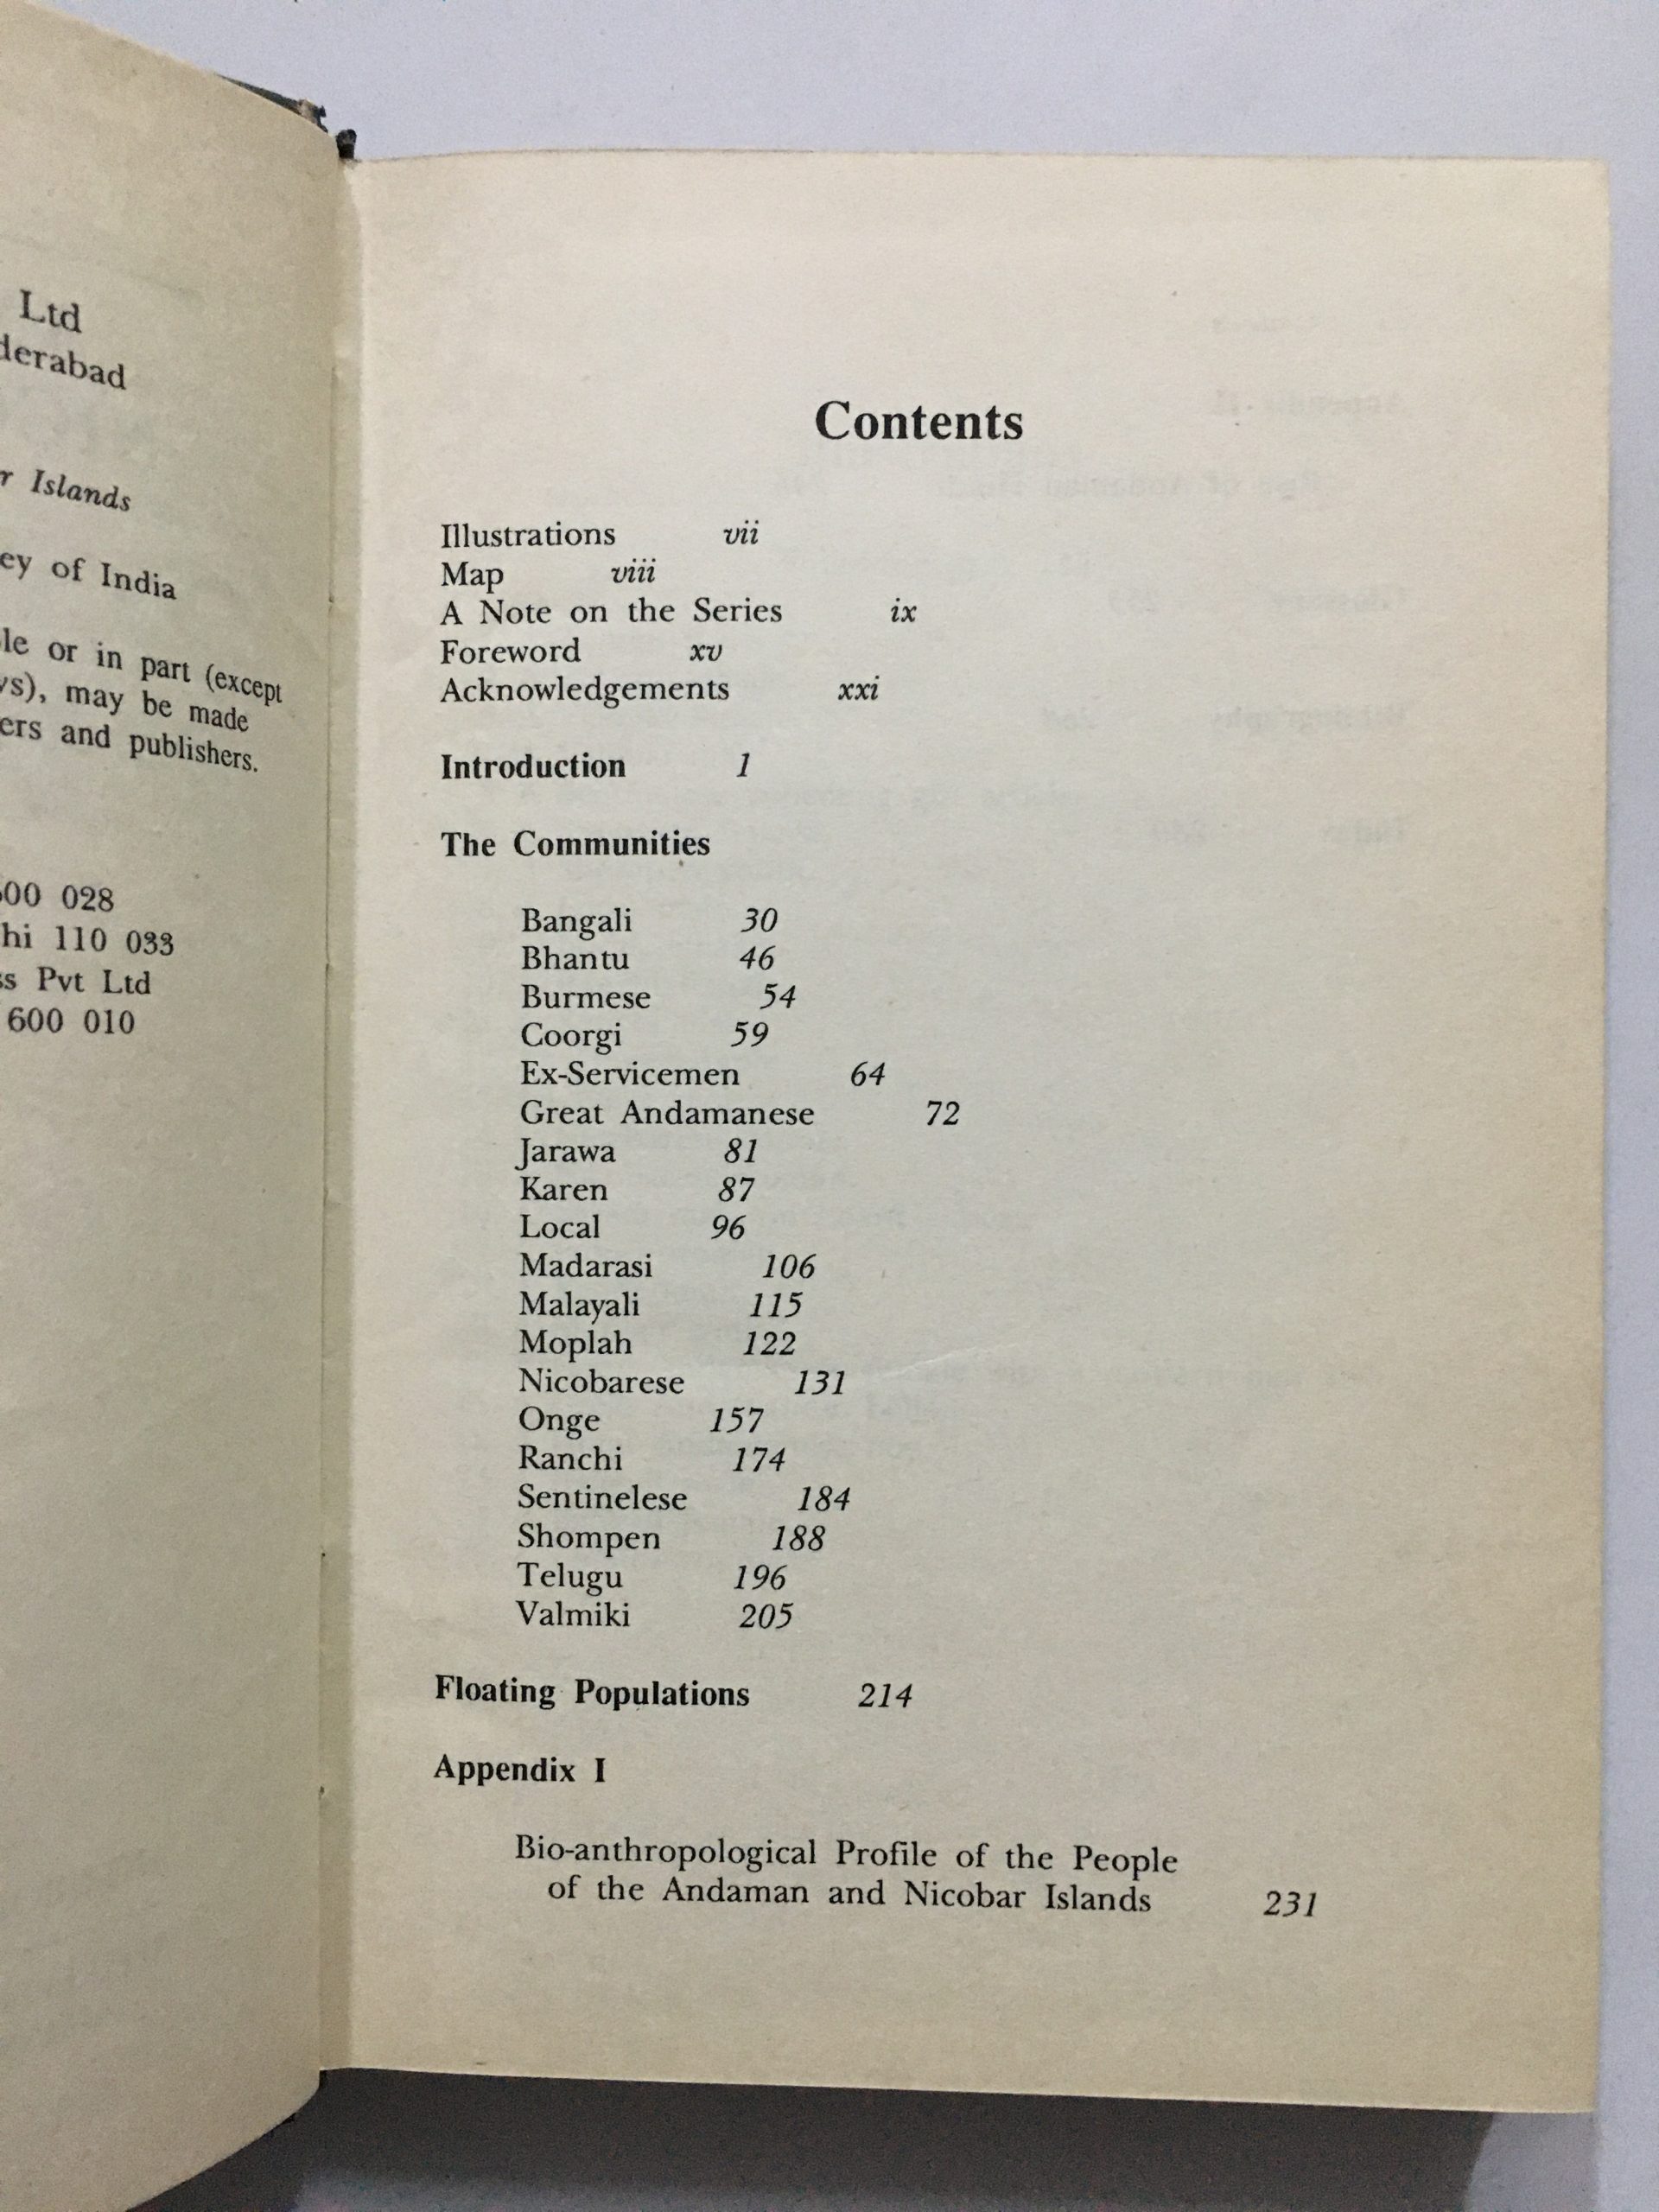 Ltd
derabad
r Islands
ey of India
le or in part (except
ys), may be made
ers and publishers.
600 028
hi 110 033
ss Pvt Ltd
600 010
Contents
Illustrations vii
Map viii
A Note on the Series ix
Foreword xv
Acknowledgements xxi
Introduction 1
The Communities
Bangali 30
Bhantu 46
Burmese 54
Coorgi 59
Ex-Servicemen 64
Great Andamanese 72
Jarawa 81
Karen 87
Local 96
Madarasi 106
Malayali 115
Moplah 122
Nicobarese 131
Onge 157
Ranchi 174
Sentinelese 184
Shompen 188
Telugu 196
Valmiki 205
Floating Populations 214
Appendix I
Bio-anthropological Profile of the People
of the Andaman and Nicobar Islands 231